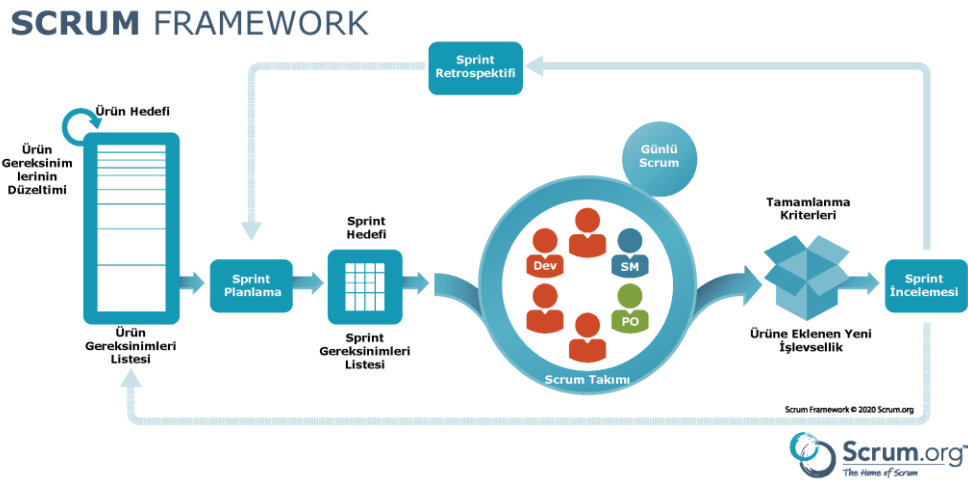 SCRUM FRAMEWORK
Sprint
Retrospektifi
Ürün Hedefi
Ürün
Gereksinim
lerinin
Düzeltimi
Günlü
Scrum
Tamamlanma
Kriterleri
Sprint
Hedefi
Dev
SM
Sprint
Planlama
Sprint
İncelemesi
PO
Ürün
Gereksinimleri
Listesi
Sprint
Gereksinimleri
Listesi
Ürüne Eklenen Yeni
İşlevsellik
Scrum Takımı
Scrum Framework © 2020 Scrum.org
Scrum.org™
The Home of Scrum